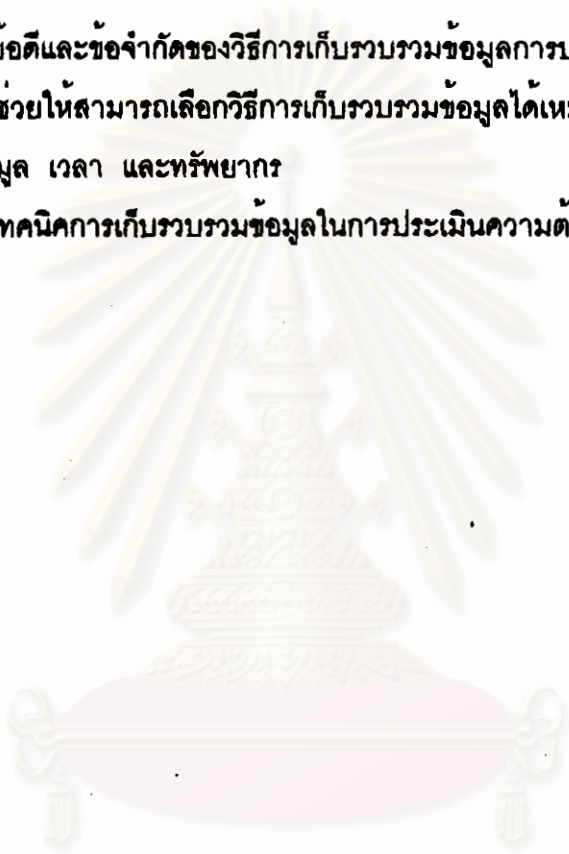 ข้อดีและข้อจำกัดของวิธีการเก็บรวบรวมข้อมูลการป
ช่วยให้สามารถเลือกวิธีการเก็บรวบรวมข้อมูลได้เหม
มูล เวลา และทรัพยากร
ทคนิคการเก็บรวบรวมข้อมูลในการประเมินความต้